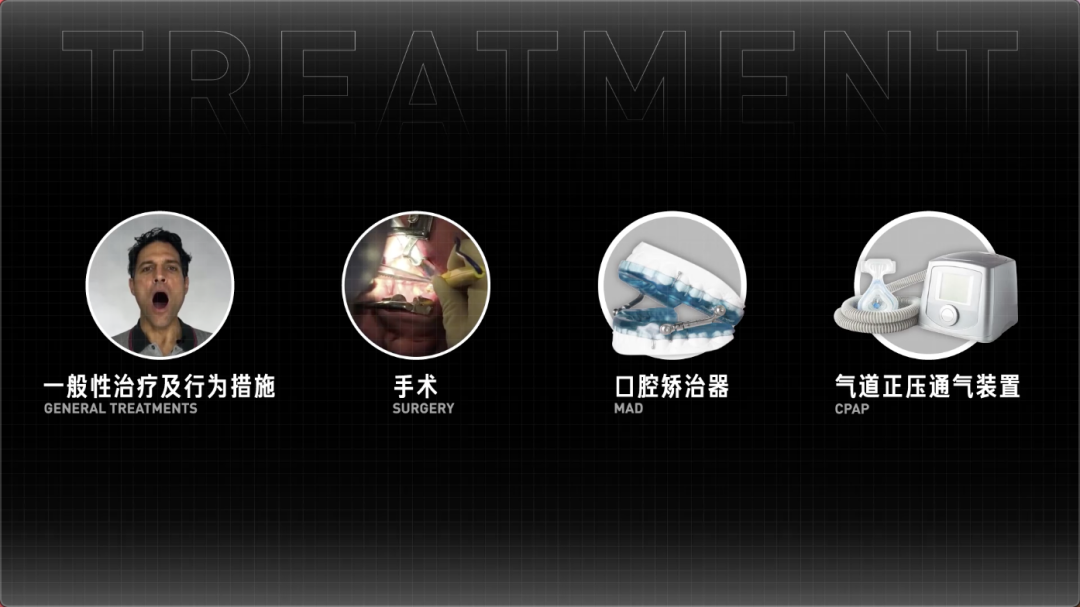 TREATMENT
一般性治疗及行为措施
GENERAL TREATMENTS
手术
SURGERY
口腔矫治器
MAD
气道正压通气装置
CPAP